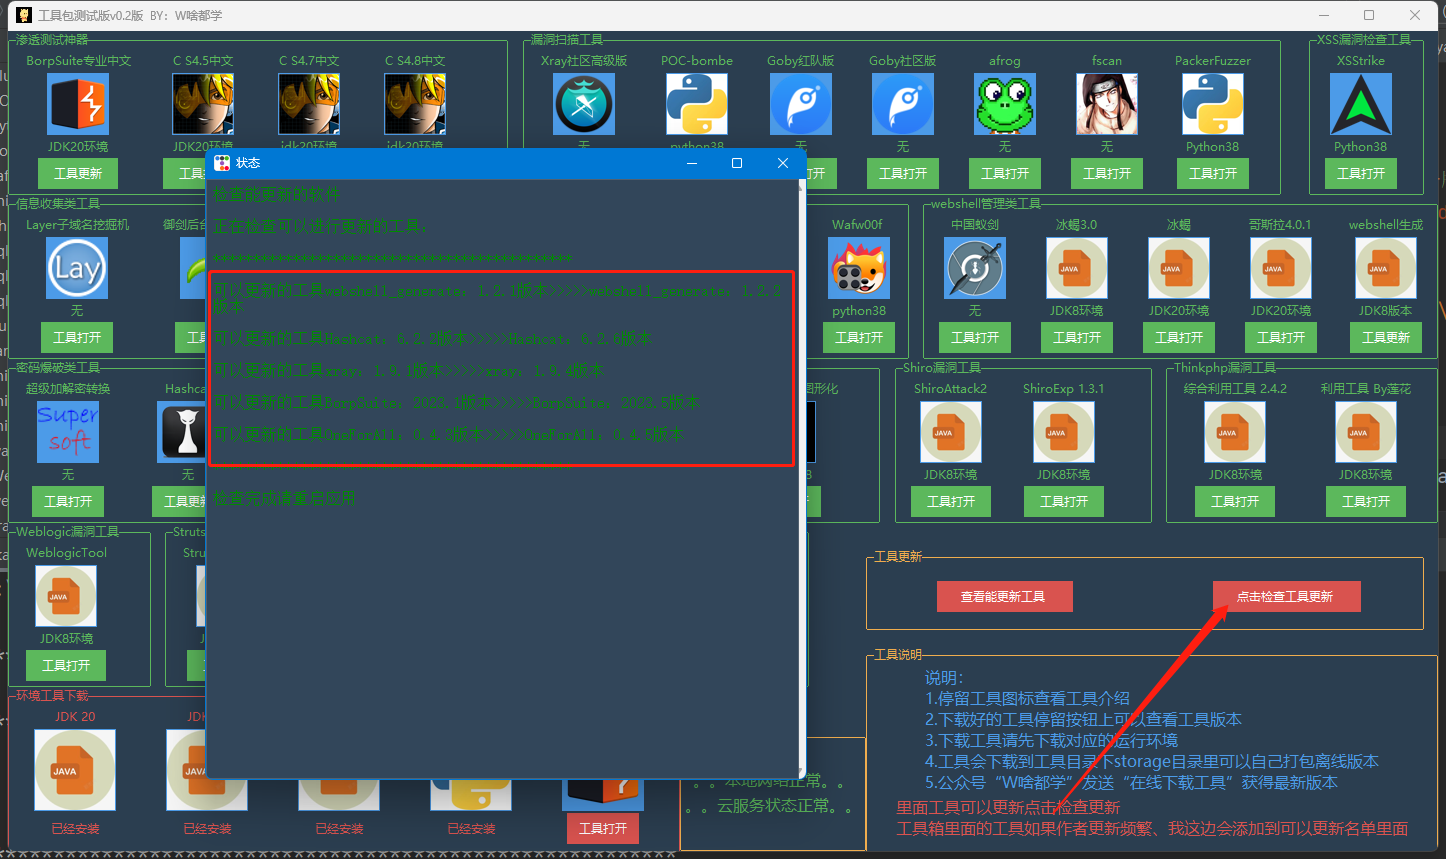 工具包测试版v0.2版 BY：W啥都学
渗透测试神器
BorpSuite专业中文
C S4.5中文
C S4.7中文
C S4.8中文
JDK20环境
JDK20环境
jdk20环境
jdk20环境
工具更新
漏洞扫描工具
Xray社区高级版
POC-bombe
Goby红队版
Goby社区版
afrog
fscan
PackerFuzzer
无
python38
无
无
无
无
Python38
工具打开
工具打开
工具打开
工具打开
XSS漏洞检查工具
XSStrike
Python38
工具打开
状态
检查能更新的软件
正在检查可以进行更新的工具：
*********************************************
可以更新的工具webshell_generate：1.2.1版本>>>>>webshell_generate：1.2.2
版本
可以更新的工具Hashcat：6.2.2版本>>>>>Hashcat：6.2.6版本
可以更新的工具xray：1.9.1版本>>>>>xray：1.9.4版本
可以更新的工具BorpSuite：2023.1版本>>>>>BorpSuite：2023.5版本
可以更新的工具OneForAll：0.4.3版本>>>>>OneForAll：0.4.5版本
检查完成请重启应用
信息收集类工具
Layer子域名挖掘机
御剑后台
Lay
无
工具打开
Wafw00f
python38
工具打开
webshell管理类工具
中国蚁剑
冰蝎3.0
冰蝎
哥斯拉4.0.1
webshell生成
JAVA
JAVA
JAVA
JAVA
无
JDK8环境
JDK20环境
JDK20环境
JDK8版本
工具打开
工具打开
工具打开
工具打开
工具更新
密码爆破类工具
超级加解密转换
Hashca
Super
soft
无
无
工具打开
工具更
图形化
Shiro漏洞工具
ShiroAttack2
ShiroExp 1.3.1
JAVA
JAVA
JDK8环境
JDK8环境
工具打开
工具打开
Thinkphp漏洞工具
综合利用工具 2.4.2
利用工具 By莲花
JAVA
JAVA
JDK8环境
JDK8环境
工具打开
工具打开
Weblogic漏洞工具
WeblogicTool
JAVA
JDK8环境
工具打开
Struts
Stru
工具更新
查看能更新工具
点击检查工具更新
工具说明
说明：
1.停留工具图标查看工具介绍
2.下载好的工具停留按钮上可以查看工具版本
3.下载工具请先下载对应的运行环境
4.工具会下载到工具目录下storage目录里可以自己打包离线版本
5.公众号“W啥都学”发送“在线下载工具”获得最新版本
里面工具可以更新点击检查更新
工具箱里面的工具如果作者更新频繁、我这边会添加到可以更新名单里面
环境工具下载
JDK 20
JDK
JAVA
JAVA
已经安装
已经安装
已经安装
已经安装
工具打开
。。本地网络正常。。
。。云服务状态正常。。